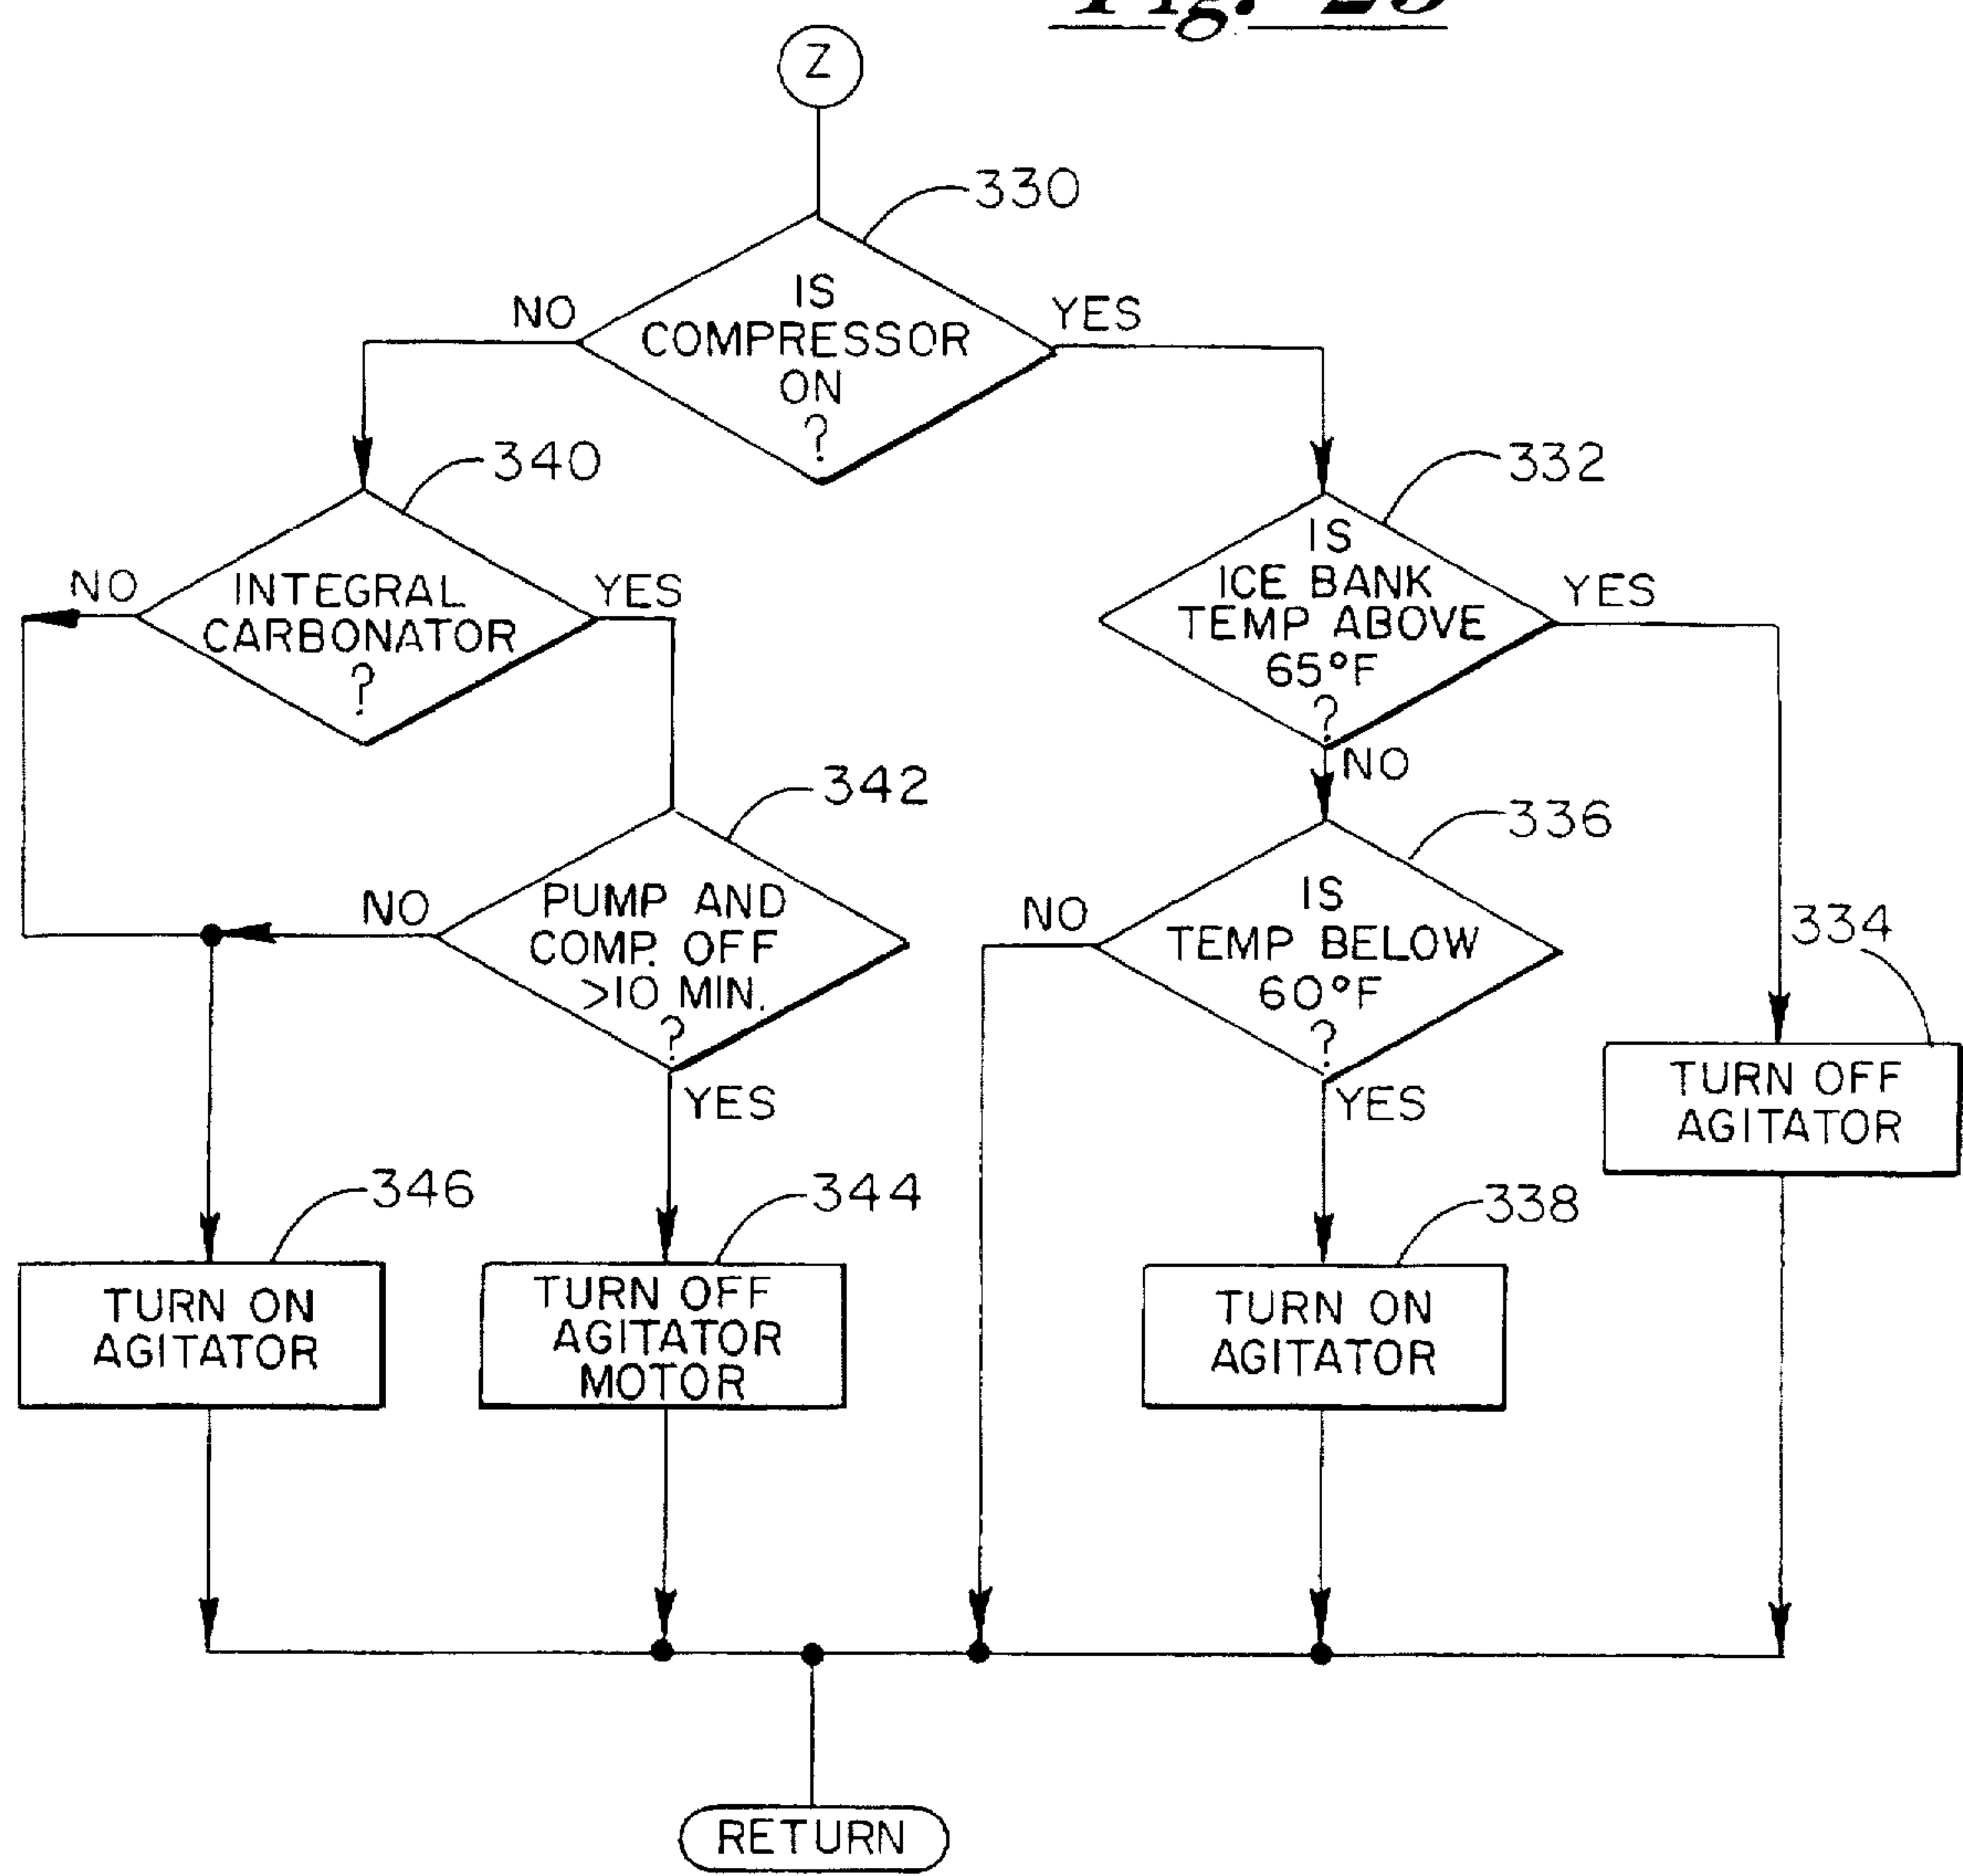 Fig. 25
Z
330
IS
COMPRESSOR
ON
?
NO
YES
340
332
INTEGRAL
CARBONATOR
?
NO
YES
IS
ICE BANK
TEMP ABOVE
65°F
?
YES
NO
342
336
334
PUMP AND
COMP. OFF
>10 MIN.
?
NO
YES
IS
TEMP BELOW
60°F
?
NO
YES
TURN OFF
AGITATOR
346
344
338
TURN ON
AGITATOR
TURN OFF
AGITATOR
MOTOR
TURN ON
AGITATOR
RETURN